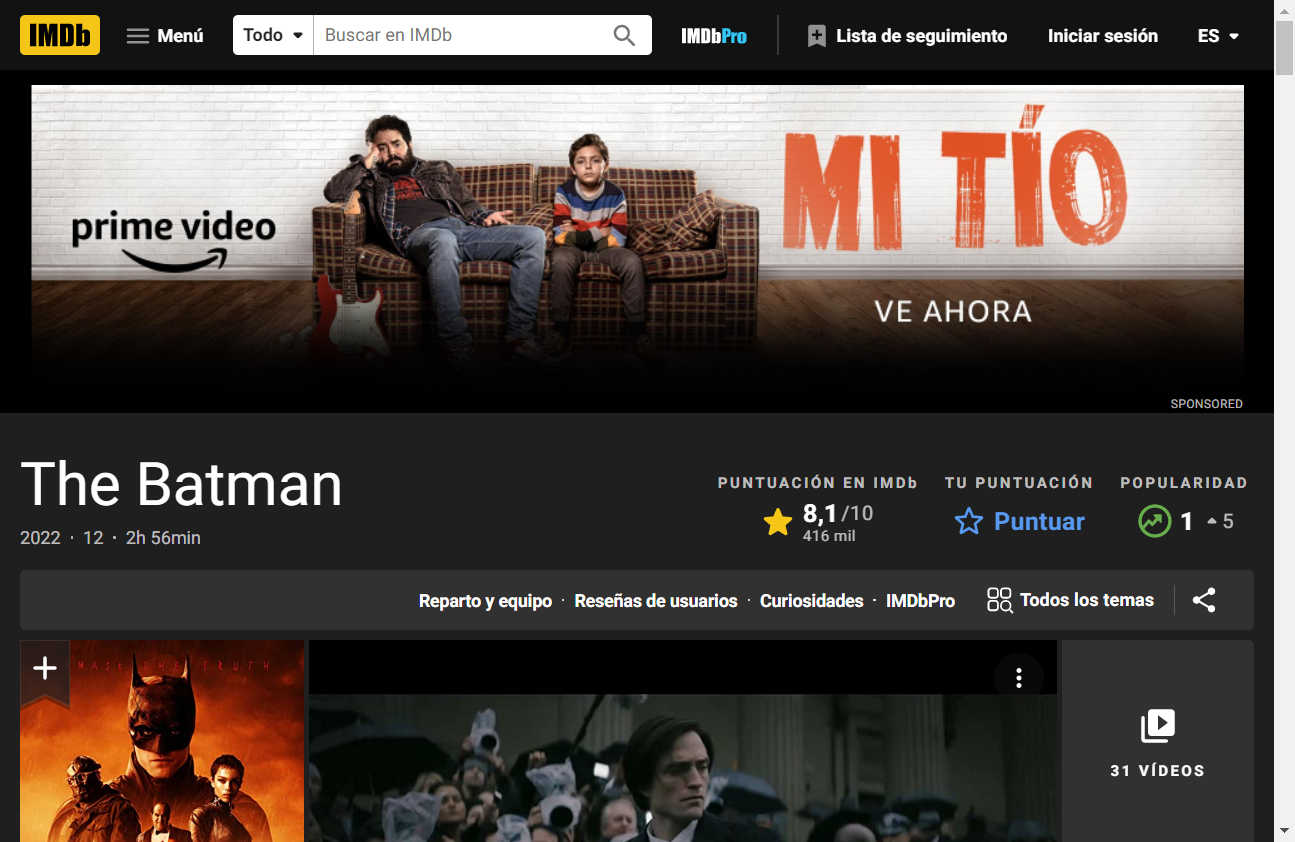 IMDb Menú Todo Buscar en IMDb IMDbPro Lista de seguimiento Iniciar sesión ES
prime video
MI TÍO
VE AHORA
SPONSORED
The Batman
2022 · 12 · 2h 56min
PUNTUACIÓN EN IMDb TU PUNTUACIÓN POPULARIDAD
8,1/10 Puntuar 1 5
416 mil
Reparto y equipo · Reseñas de usuarios · Curiosidades · IMDbPro Todos los temas
MASK THE TRUTH
31 VÍDEOS